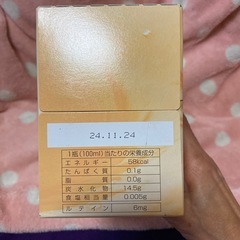 24.11.24
1瓶(100ml)当たりの栄養成分
エネルギー 58kcal
たんぱく質 0.1g
脂質 0.0g
炭水化物 14.5g
食塩相当量 0.005g
ルテイン 6mg